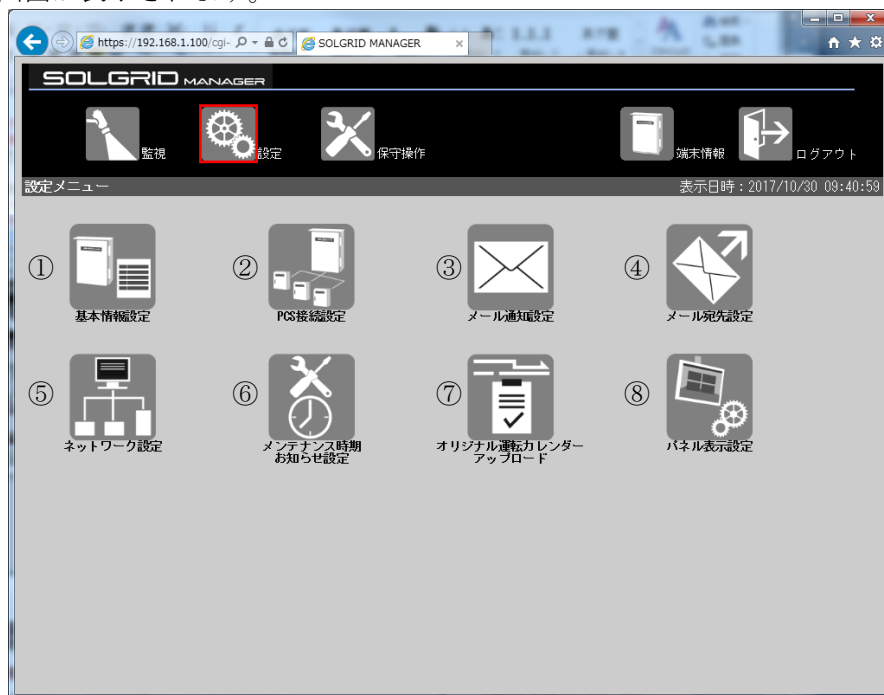 https://192.168.1.100/cgi-
SOLGRID MANAGER
SOLGRID MANAGER
監視
設定
保守操作
端末情報
ログアウト
設定メニュー
表示日時：2017/10/30 09:40:59
①
②
③
④
基本情報設定
PCS接続設定
メール通知設定
メール宛先設定
⑤
⑥
⑦
⑧
ネットワーク設定
メンテナンス時期
お知らせ設定
オリジナル運転カレンダー
アップロード
パネル表示設定